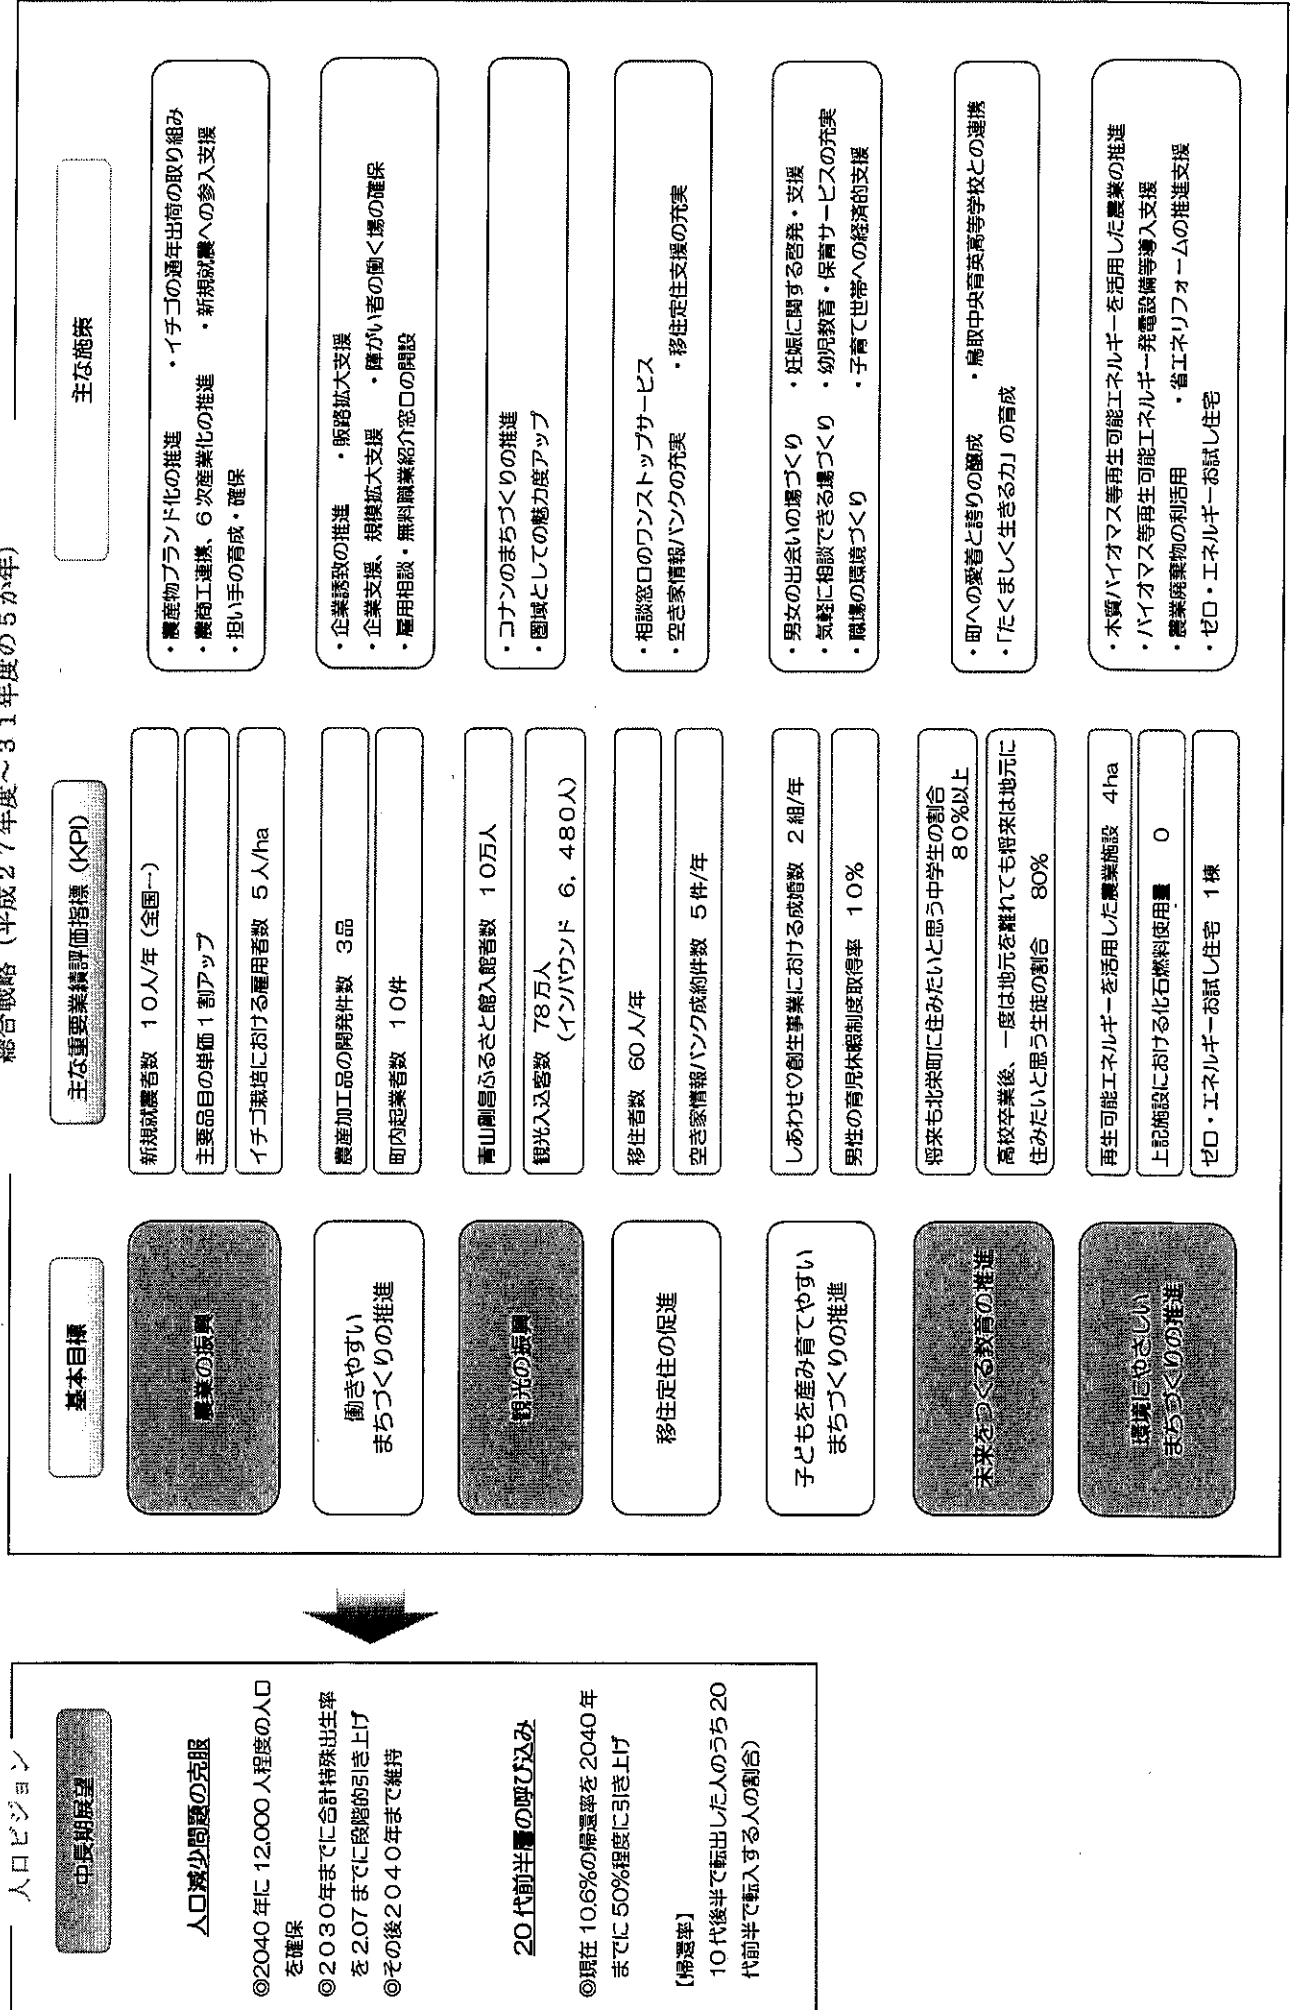 人口ビジョン
中長期展望
人口減少問題の克服
◎2040年に12,000人程度の人口
を確保
◎2030年までに合計特殊出生率
を2.07までに段階的引き上げ
◎その後2040年まで維持
20代前半層の呼び込み
◎現在10.6%の帰還率を2040年
までに50%程度に引き上げ
【帰還率】
10代後半で転出した人のうち20
代前半で転入する人の割合)
総合戦略（平成27年度～31年度の5か年）
基本目標
主な重要業績評価指標（KPI）
主な施策
農業の振興
新規就農者数 10人/年（全国一）
主要品目の単価1割アップ
イチゴ栽培における雇用者数 5人/ha
・農産物ブランド化の推進 ・イチゴの通年出荷の取り組み
・農商工連携、6次産業化の推進 ・新規就農への参入支援
・担い手の育成・確保
働きやすい
まちづくりの推進
農産加工品の開発件数 3品
町内起業者数 10件
・企業誘致の推進 ・販路拡大支援
・企業支援、規模拡大支援 ・障がい者の働く場の確保
・雇用相談・無料職業紹介窓口の開設
観光の振興
青山剛昌ふるさと館入館者数 10万人
観光入込客数 78万人
（インバウンド 6，480人）
・コナンのまちづくりの推進
・圏域としての魅力度アップ
移住定住の促進
移住者数 60人/年
空き家情報バンク成約件数 5件/年
・相談窓口のワンストップサービス
・空き家情報バンクの充実 ・移住定住支援の充実
子どもを産み育てやすい
まちづくりの推進
しあわせ♡創生事業における成婚数 2組/年
男性の育児休暇制度取得率 10%
・男女の出会いの場づくり ・妊娠に関する啓発・支援
・気軽に相談できる場づくり ・幼児教育・保育サービスの充実
・職場の環境づくり ・子育て世帯への経済的支援
未来をつくる教育の推進
将来も北栄町に住みたいと思う中学生の割合
80%以上
高校卒業後、一度は地元を離れても将来は地元に
住みたいと思う生徒の割合 80%
・町への愛着と誇りの醸成 ・鳥取中央育英高等学校との連携
・「たくましく生きる力」の育成
環境にやさしい
まちづくりの推進
再生可能エネルギーを活用した農業施設 4ha
上記施設における化石燃料使用量 0
ゼロ・エネルギーお試し住宅 1棟
・木質バイオマス等再生可能エネルギーを活用した農業の推進
・バイオマス等再生可能エネルギー発電設備等導入支援
・農業廃棄物の利活用 ・省エネリフォームの推進支援
・ゼロ・エネルギーお試し住宅